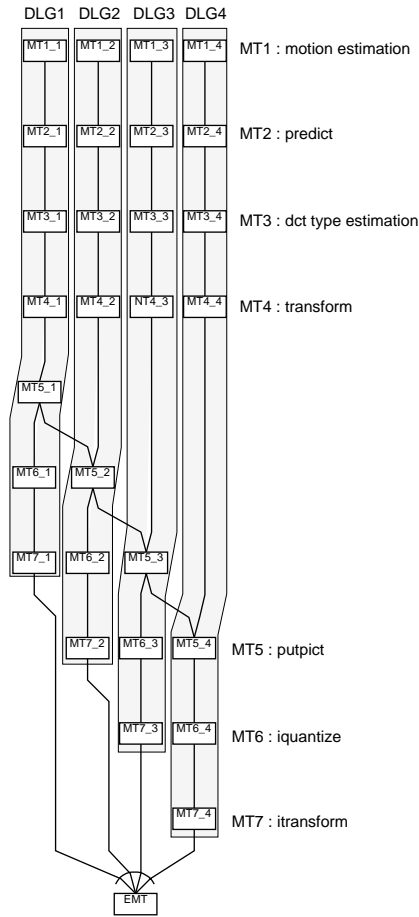 DLG1 DLG2 DLG3 DLG4
MT1_1 MT1_2 MT1_3 MT1_4 MT1 : motion estimation
MT2_1 MT2_2 MT2_3 MT2_4 MT2 : predict
MT3_1 MT3_2 MT3_3 MT3_4 MT3 : dct type estimation
MT4_1 MT4_2 NT4_3 MT4_4 MT4 : transform
MT5_1
MT6_1 MT5_2
MT7_1 MT6_2 MT5_3
MT7_2 MT6_3 MT5_4 MT5 : putpict
MT7_3 MT6_4 MT6 : iquantize
MT7_4 MT7 : itransform
EMT